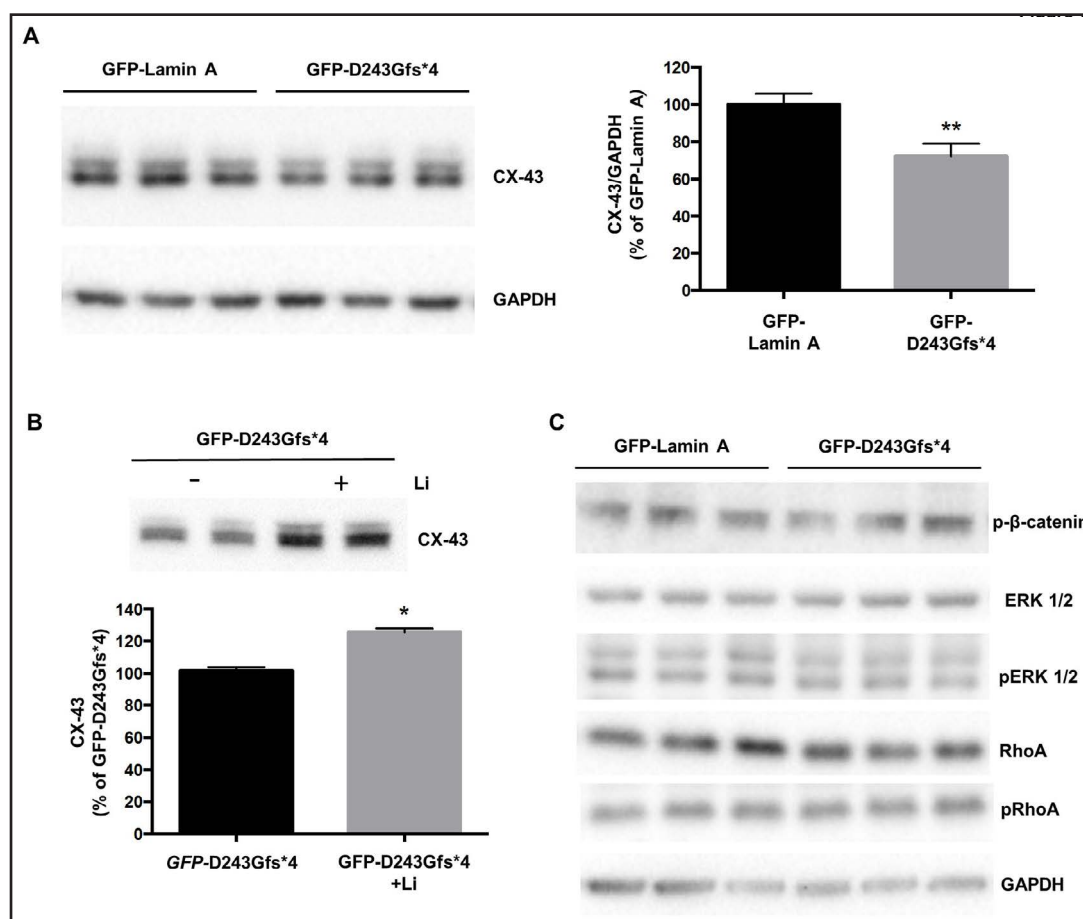 A
GFP-Lamin A GFP-D243Gfs*4
CX-43
GAPDH
CX-43/GAPDH
(% of GFP-Lamin A)
120
100
80
60
40
20
0
**
GFP-
Lamin A
GFP-
D243Gfs*4
B
GFP-D243Gfs*4
- + Li
CX-43
CX-43
(% of GFP-D243Gfs*4)
140
120
100
80
60
40
20
0
*
GFP-D243Gfs*4
GFP-D243Gfs*4
+Li
C
GFP-Lamin A GFP-D243Gfs*4
p-β-catenin
ERK 1/2
pERK 1/2
RhoA
pRhoA
GAPDH